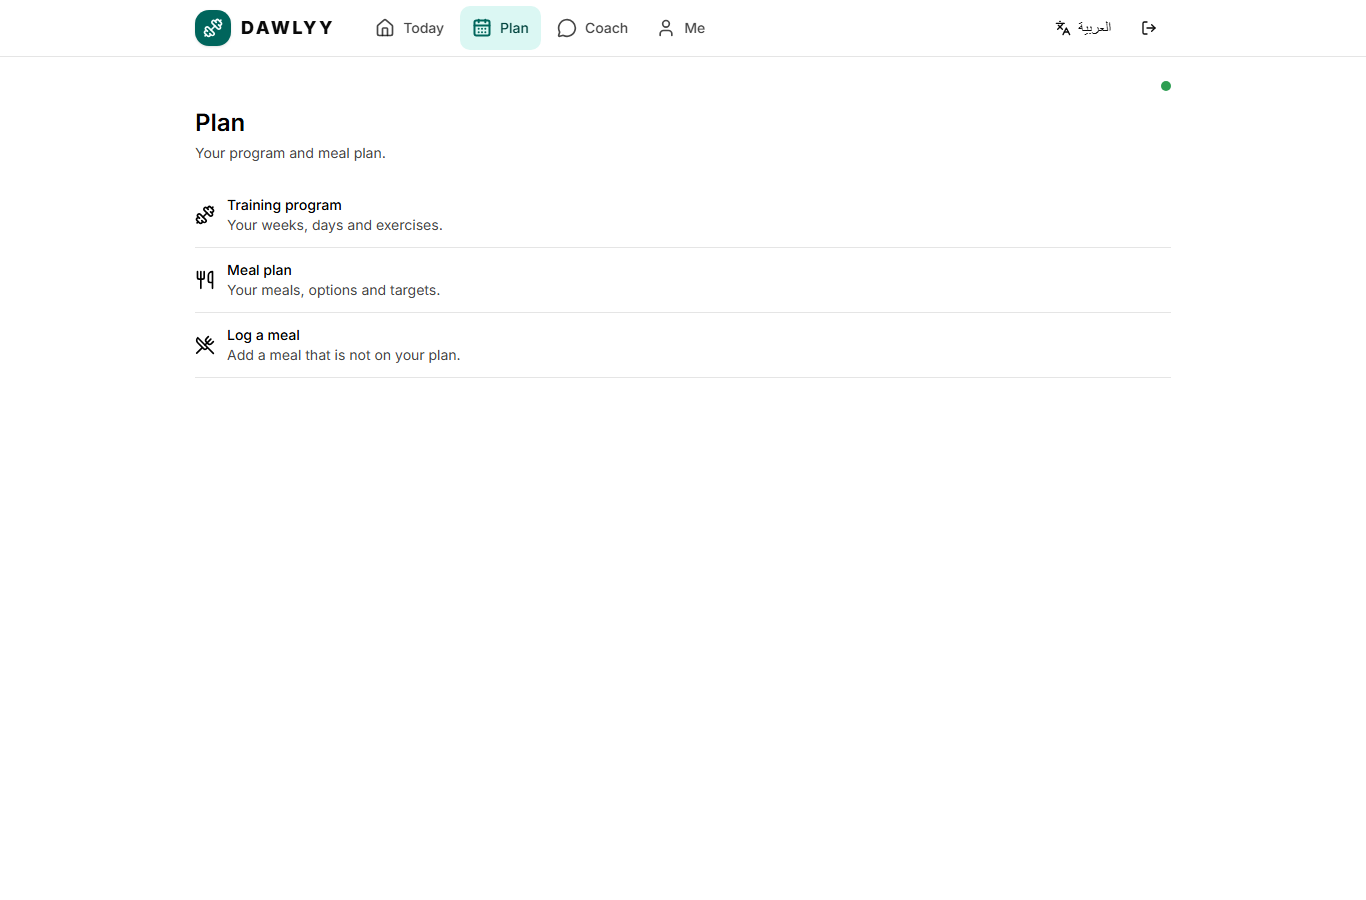 DAWLYY
Today
Plan
Coach
Me
العربية
Plan
Your program and meal plan.
Training program
Your weeks, days and exercises.
Meal plan
Your meals, options and targets.
Log a meal
Add a meal that is not on your plan.